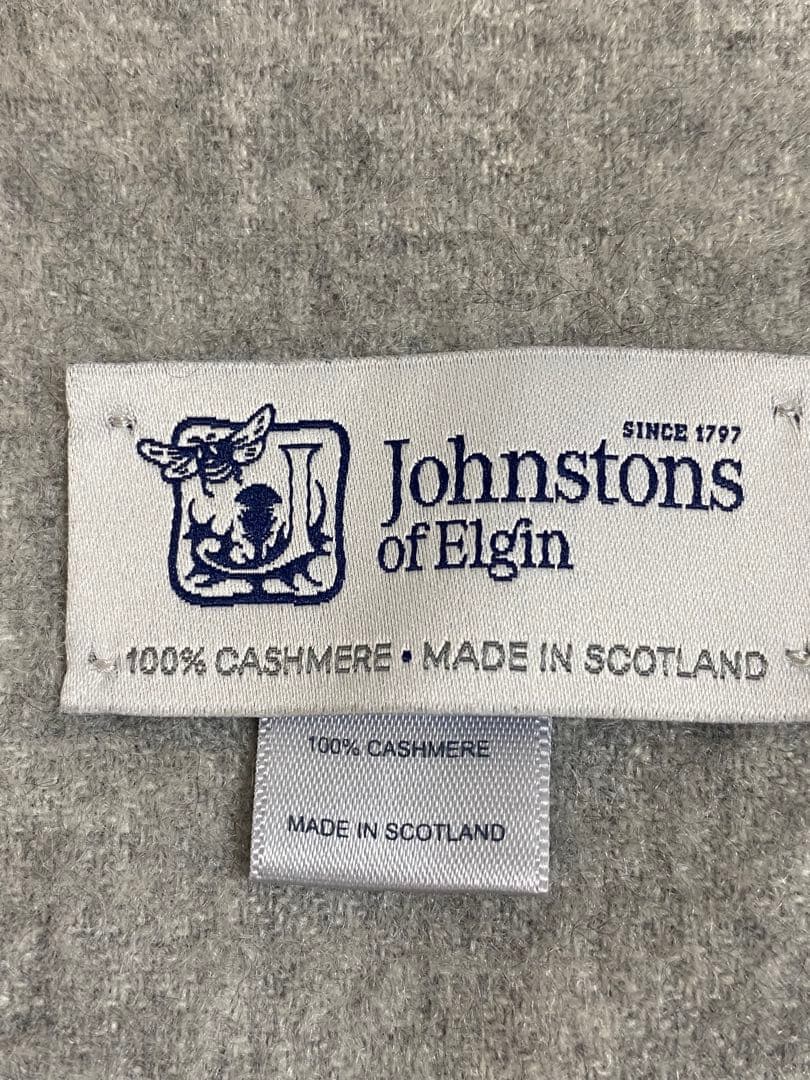 SINCE 1797
Johnstons
of Elgin
100% CASHMERE • MADE IN SCOTLAND
100% CASHMERE
MADE IN SCOTLAND